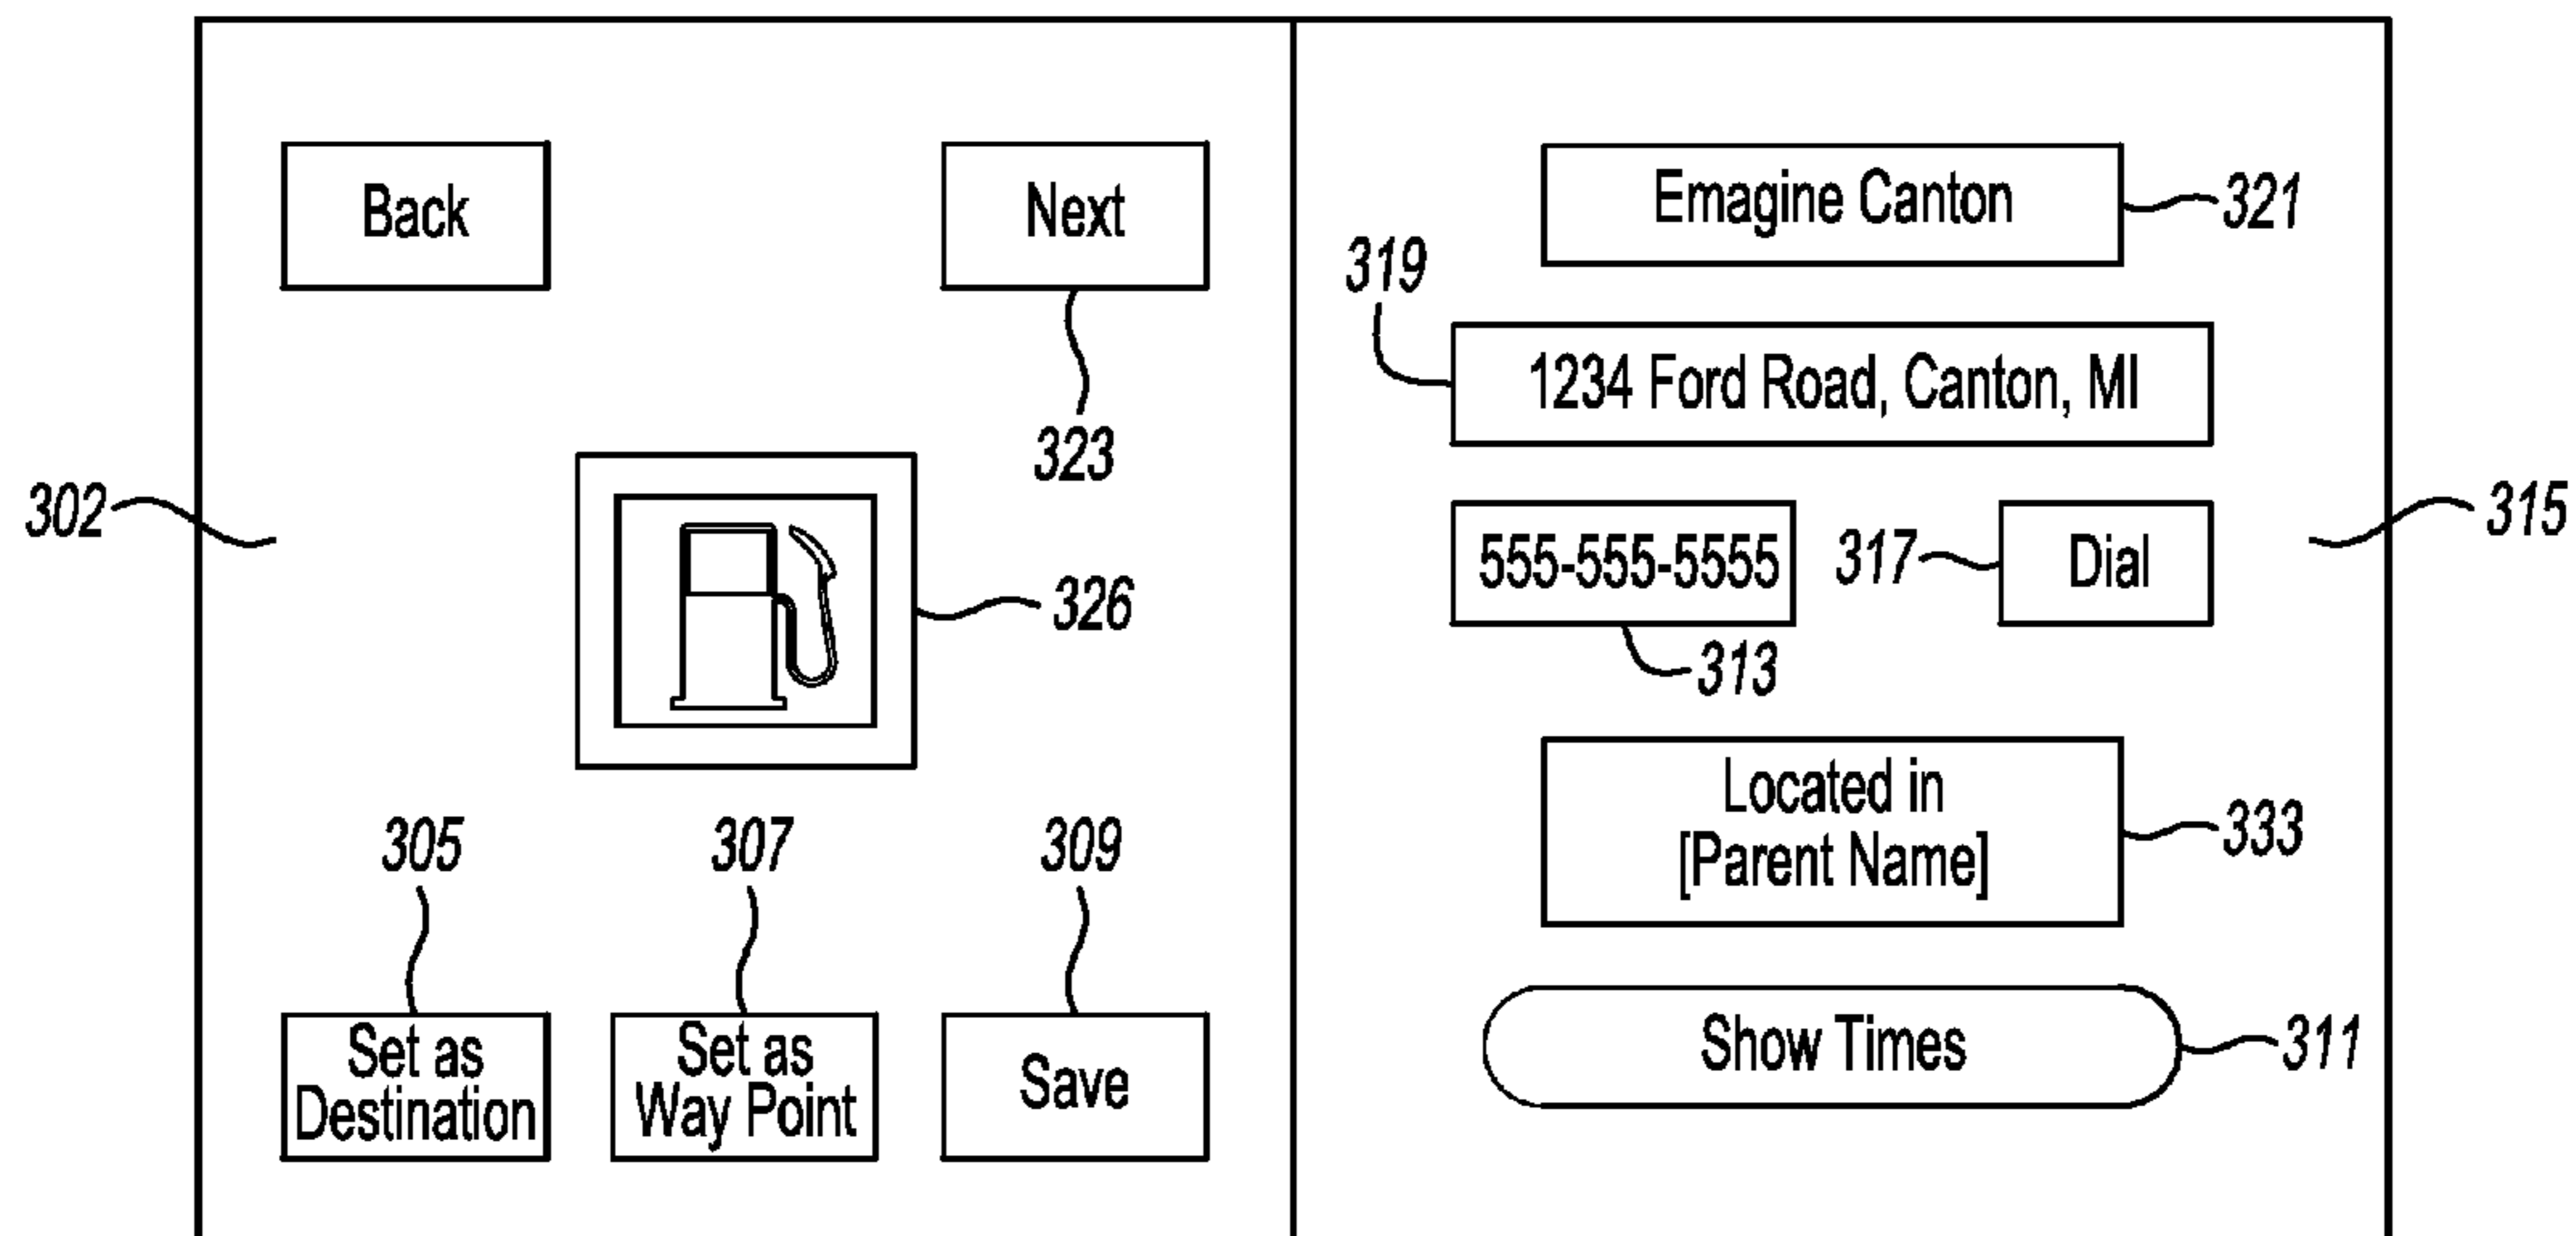 Back
Next
323
302
326
305
307
309
Set as
Destination
Set as
Way Point
Save
Emagine Canton
321
319
1234 Ford Road, Canton, MI
555-555-5555
317
Dial
315
313
Located in
[Parent Name]
333
Show Times
311